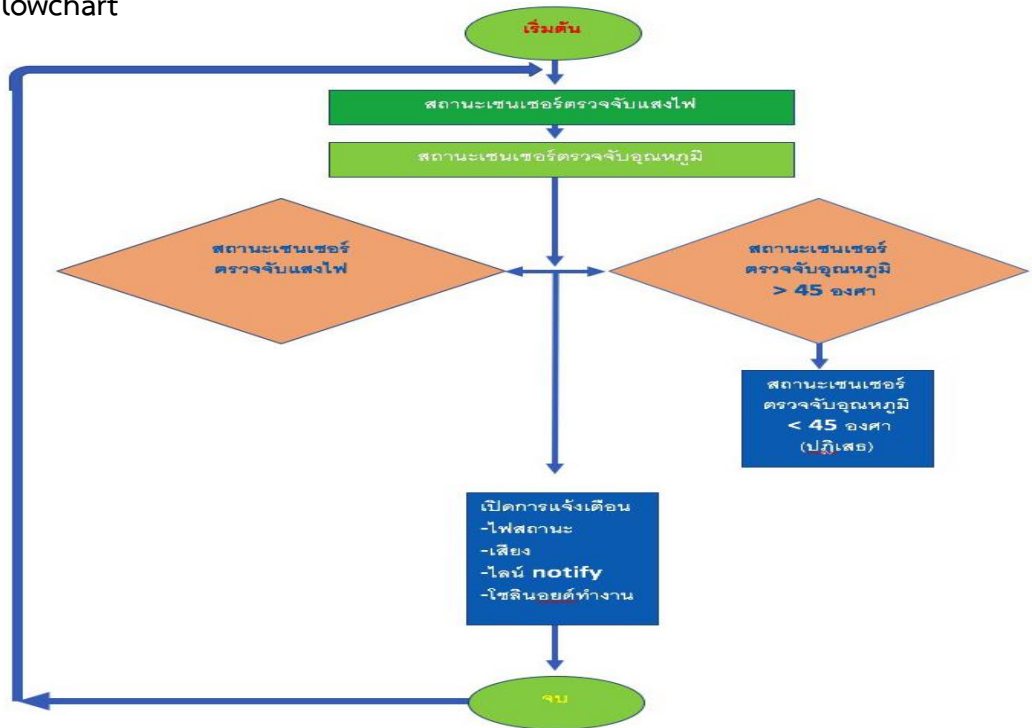 lowchart
เริ่มต้น
สถานะเซนเซอร์ตรวจจับแสงไฟ
สถานะเซนเซอร์ตรวจจับอุณหภูมิ
สถานะเซนเซอร์
ตรวจจับแสงไฟ
สถานะเซนเซอร์
ตรวจจับอุณหภูมิ
> 45 องศา
สถานะเซนเซอร์
ตรวจจับอุณหภูมิ
< 45 องศา
(ปฏิเสธ)
เปิดการแจ้งเตือน
-ไฟสถานะ
-เสียง
-ไลน์ notify
-โซลินอยด์ทำงาน
จบ